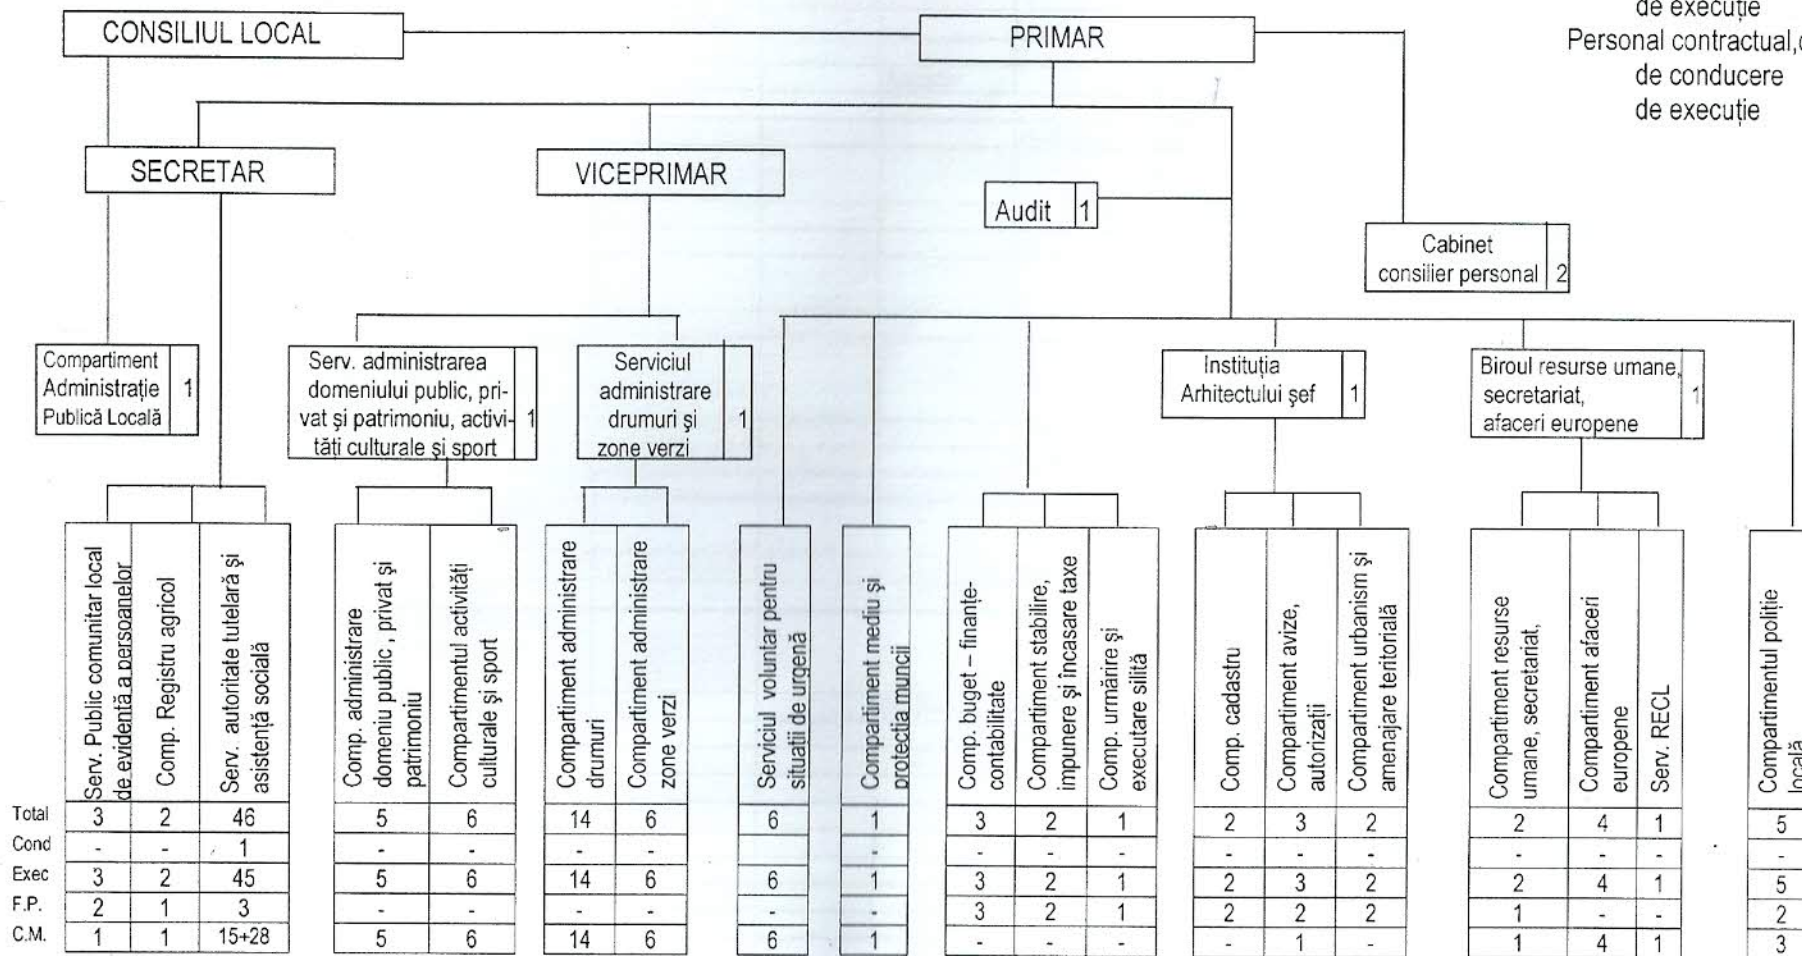 de execuție
Personal contractual,
de conducere
de execuție
CONSILIUL LOCAL
PRIMAR
SECRETAR
VICEPRIMAR
Audit 1
Cabinet
consilier personal 2
Compartiment
Administrație 1
Publică Locală
Serv. administrarea
domeniului public, pri-
vat și patrimoniu, activi- 1
tăți culturale și sport
Serviciul
administrare
drumuri și 1
zone verzi
Instituția
Arhitectului șef 1
Biroul resurse umane,
secretariat, 1
afaceri europene
Serv. Public comunitar local
de evidentă a persoanelor
Comp. Registru agricol
Serv. autoritate tutelară și
asistență socială
Comp. administrare
domeniu public , privat și
patrimoniu
Compartimentul activități
culturale și sport
Compartiment administrare
drumuri
Compartiment administrare
zone verzi
Serviciul voluntar pentru
situatii de urgență
Compartiment mediu și
protectia muncii
Comp. buget – finanțe-
contabilitate
Compartiment stabilire,
impunere și încasare taxe
Comp. urmărire și
executare silită
Comp. cadastru
Compartiment avize,
autorizații
Compartiment urbanism și
amenajare teritorială
Compartiment resurse
umane, secretariat,
Compartiment afaceri
europene
Serv. RECL
Compartimentul poliție
locală
Total 3 2 46 5 6 14 6 6 1 3 2 1 2 3 2 2 4 1 5
Cond - - 1 - - - - - - - - - - - - - - - -
Exec 3 2 45 5 6 14 6 6 1 3 2 1 2 3 2 2 4 1 5
F.P. 2 1 3 - - - - - - 3 2 1 2 2 2 1 - - 2
C.M. 1 1 15+28 5 6 14 6 6 1 - - - - 1 - 1 4 1 3